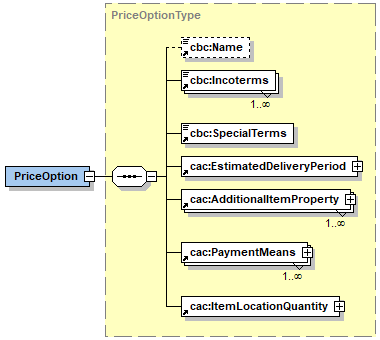 PriceOptionType
cbc:Name
cbc:Incoterms
1..∞
cbc:SpecialTerms
PriceOption
cac:EstimatedDeliveryPeriod
cac:AdditionalItemProperty
1..∞
cac:PaymentMeans
1..∞
cac:ItemLocationQuantity